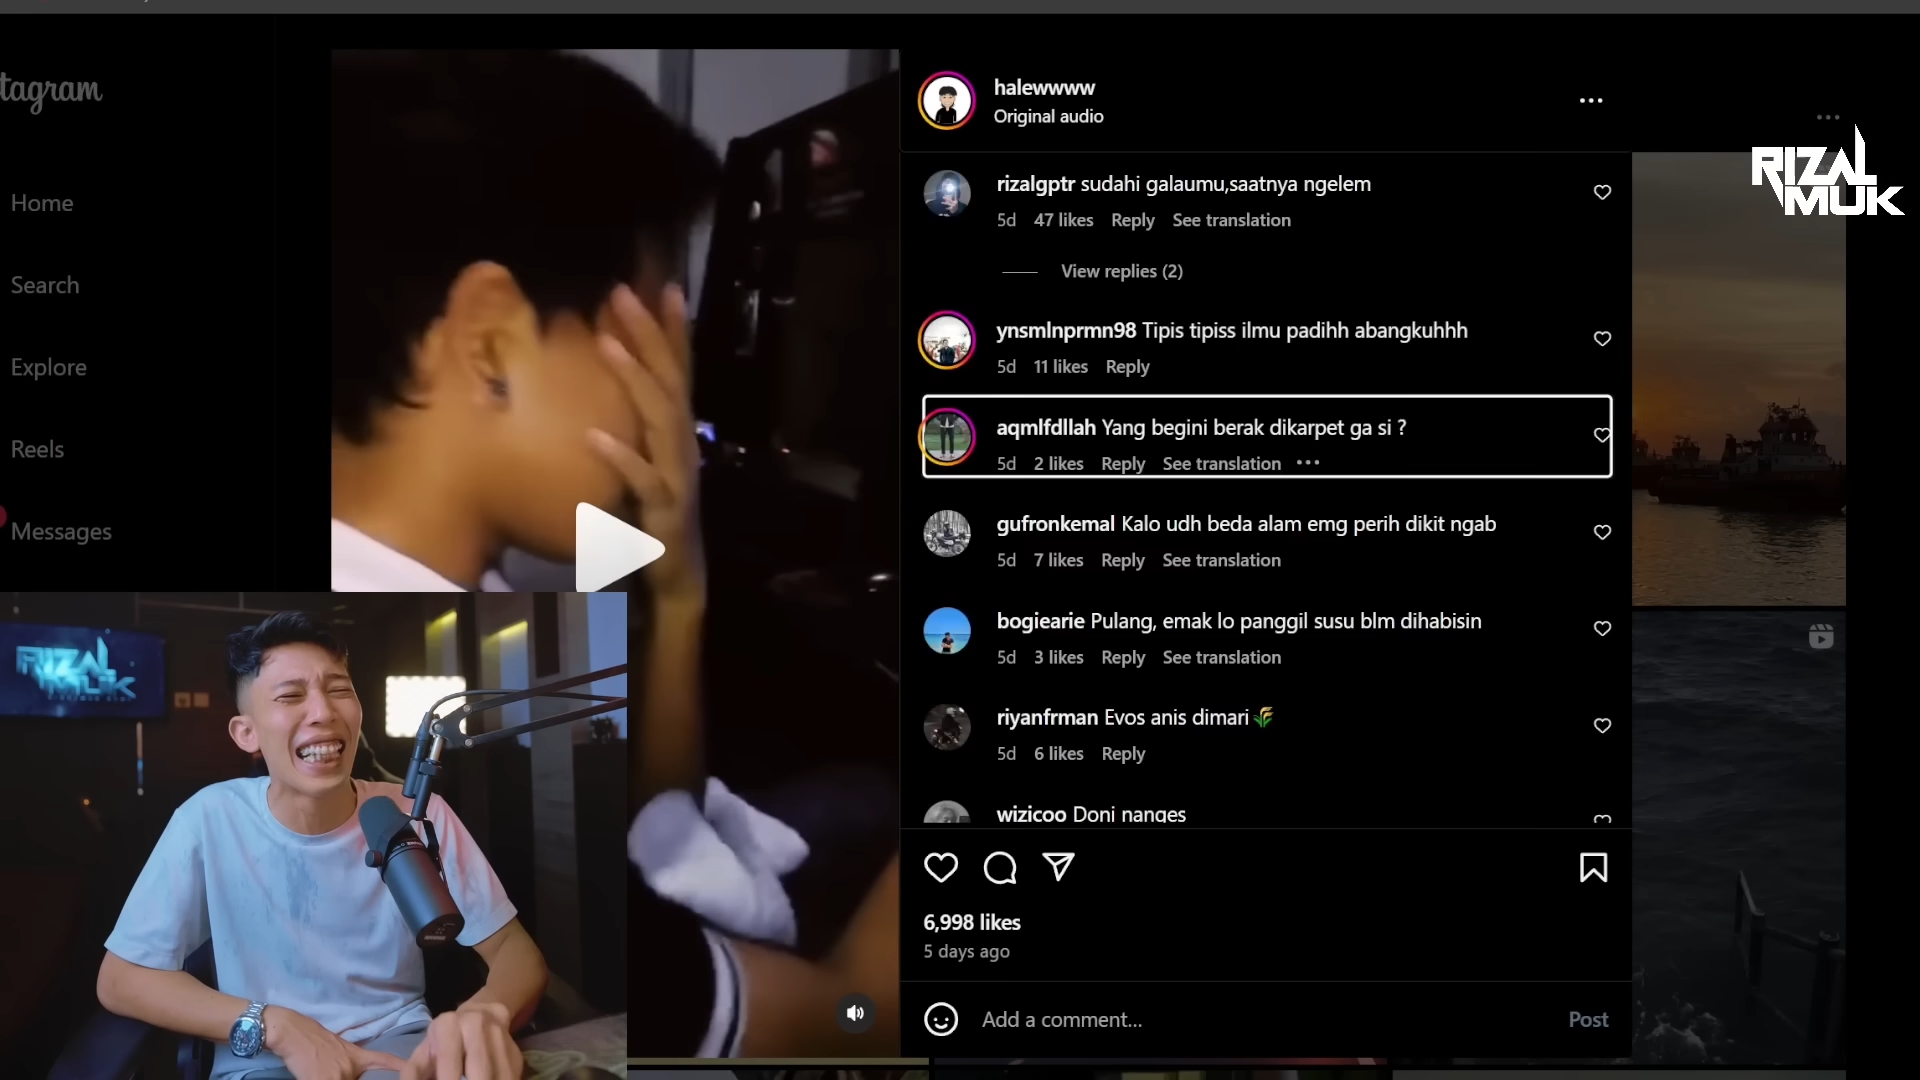 tagram
Home
Search
Explore
Reels
Messages
halewwww
Original audio
rizalgptr sudahi galaumu,saatnya ngelem
5d 47 likes Reply See translation
View replies (2)
ynsmlnprmn98 Tipis tipiss ilmu padihh abangkuhhh
5d 11 likes Reply
aqmlfdllah Yang begini berak dikarpet ga si ?
5d 2 likes Reply See translation
gufronkemal Kalo udh beda alam emg perih dikit ngab
5d 7 likes Reply See translation
bogiearie Pulang, emak lo panggil susu blm dihabisin
5d 3 likes Reply See translation
riyanfrman Evos anis dimari🌾
5d 6 likes Reply
wizicoo Doni nanges
6,998 likes
5 days ago
Add a comment...
Post
RIZAL
MUK
RIZAL
MUK